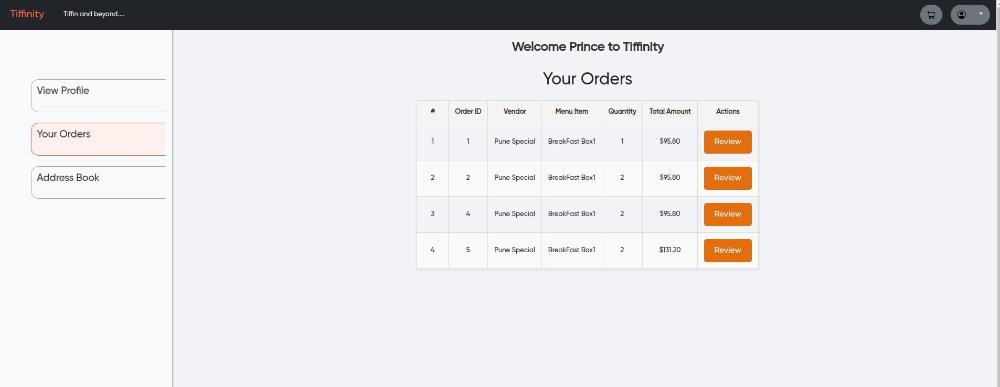 Tiffinity Tiffin and beyond....
Welcome Prince to Tiffinity
View Profile
Your Orders
Address Book
Your Orders
# Order ID Vendor Menu Item Quantity Total Amount Actions
1 1 Pune Special BreakFast Box1 1 $95.80 Review
2 2 Pune Special BreakFast Box1 2 $95.80 Review
3 4 Pune Special BreakFast Box1 2 $95.80 Review
4 5 Pune Special BreakFast Box1 2 $131.20 Review